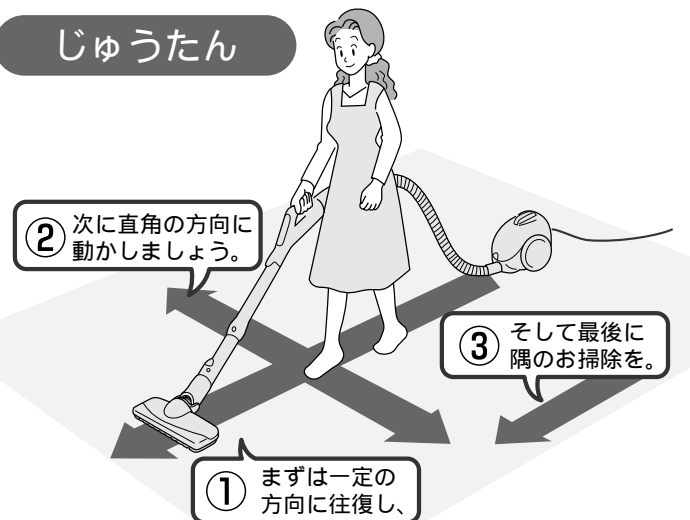 じゅうたん
① まずは一定の
方向に往復し、
② 次に直角の方向に
動かしましょう。
③ そして最後に
隅のお掃除を。